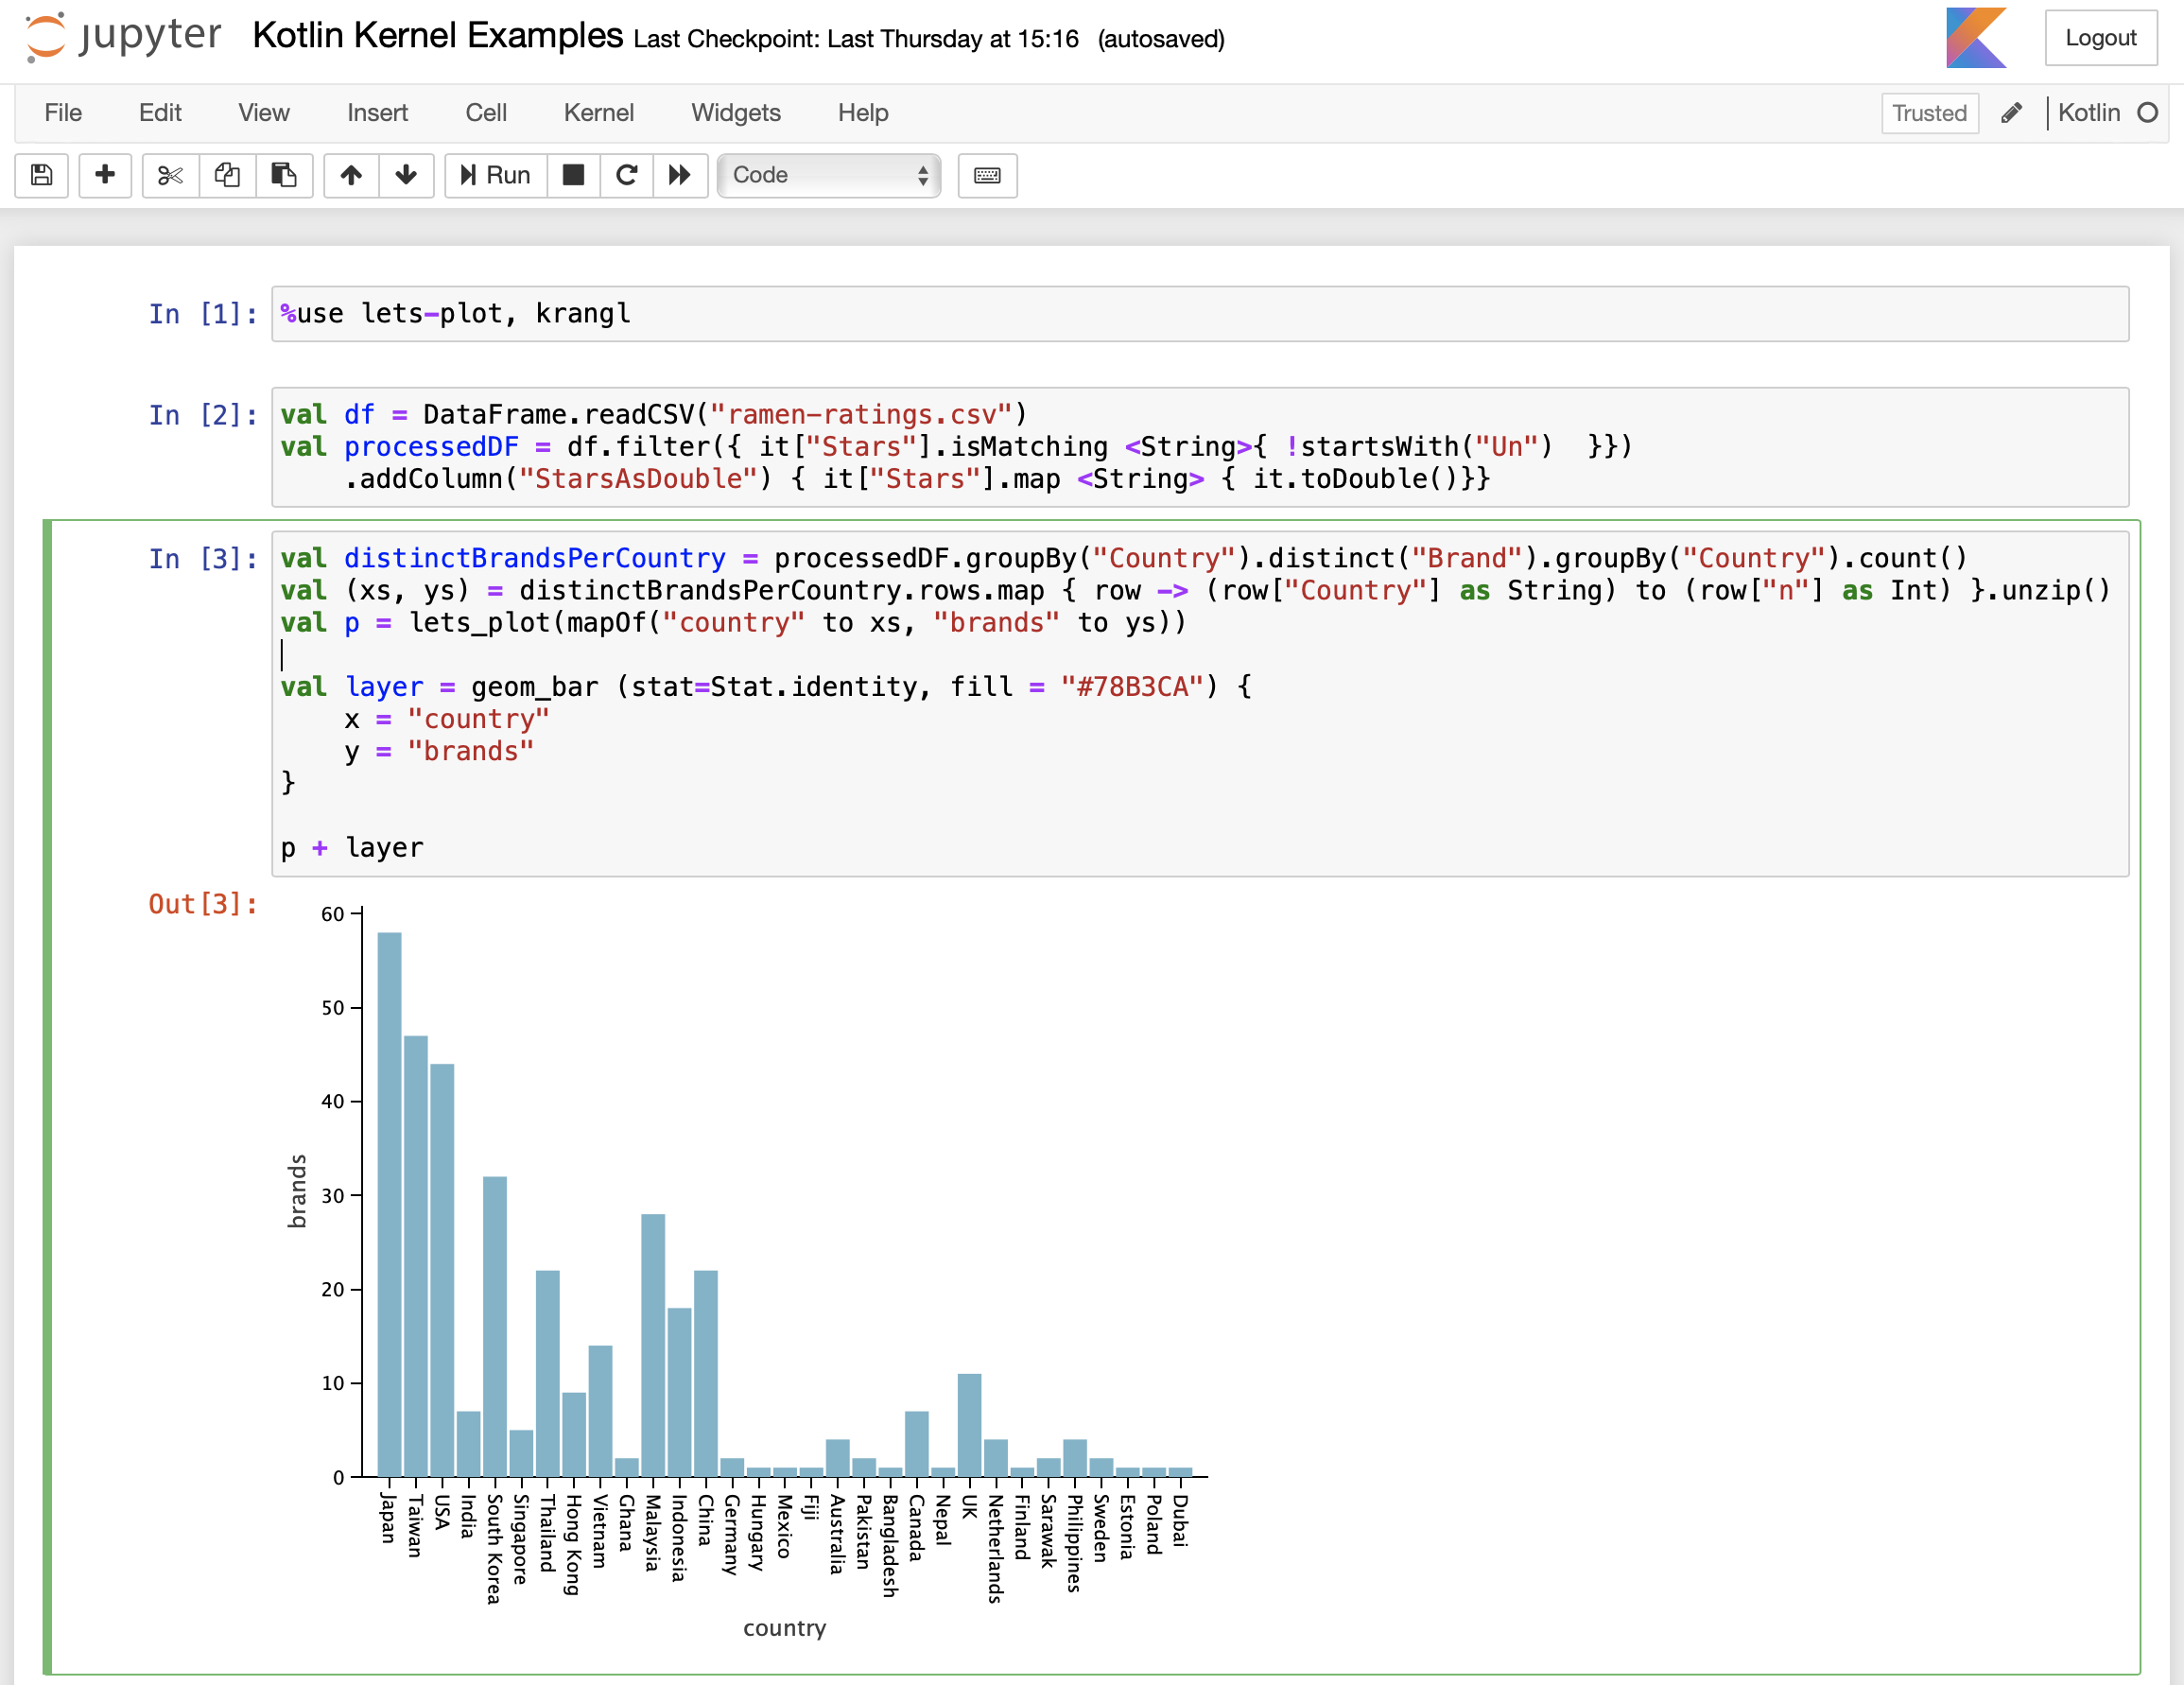 jupyter Kotlin Kernel Examples Last Checkpoint: Last Thursday at 15:16 (autosaved) Logout
File Edit View Insert Cell Kernel Widgets Help Trusted Kotlin
Run Code
In [1]: %use lets-plot, krangl
In [2]: val df = DataFrame.readCSV("ramen-ratings.csv")
val processedDF = df.filter({ it["Stars"].isMatching <String>{ !startsWith("Un")  }})
    .addColumn("StarsAsDouble") { it["Stars"].map <String> { it.toDouble()}}
In [3]: val distinctBrandsPerCountry = processedDF.groupBy("Country").distinct("Brand").groupBy("Country").count()
val (xs, ys) = distinctBrandsPerCountry.rows.map { row -> (row["Country"] as String) to (row["n"] as Int) }.unzip()
val p = lets_plot(mapOf("country" to xs, "brands" to ys))
val layer = geom_bar (stat=Stat.identity, fill = "#78B3CA") {
    x = "country"
    y = "brands"
}
p + layer
Out[3]:
60
50
40
30
20
10
0
brands
Japan
Taiwan
USA
India
South Korea
Singapore
Thailand
Hong Kong
Vietnam
Ghana
Malaysia
Indonesia
China
Germany
Hungary
Mexico
Fiji
Australia
Pakistan
Bangladesh
Canada
Nepal
UK
Netherlands
Finland
Sarawak
Philippines
Sweden
Estonia
Poland
Dubai
country